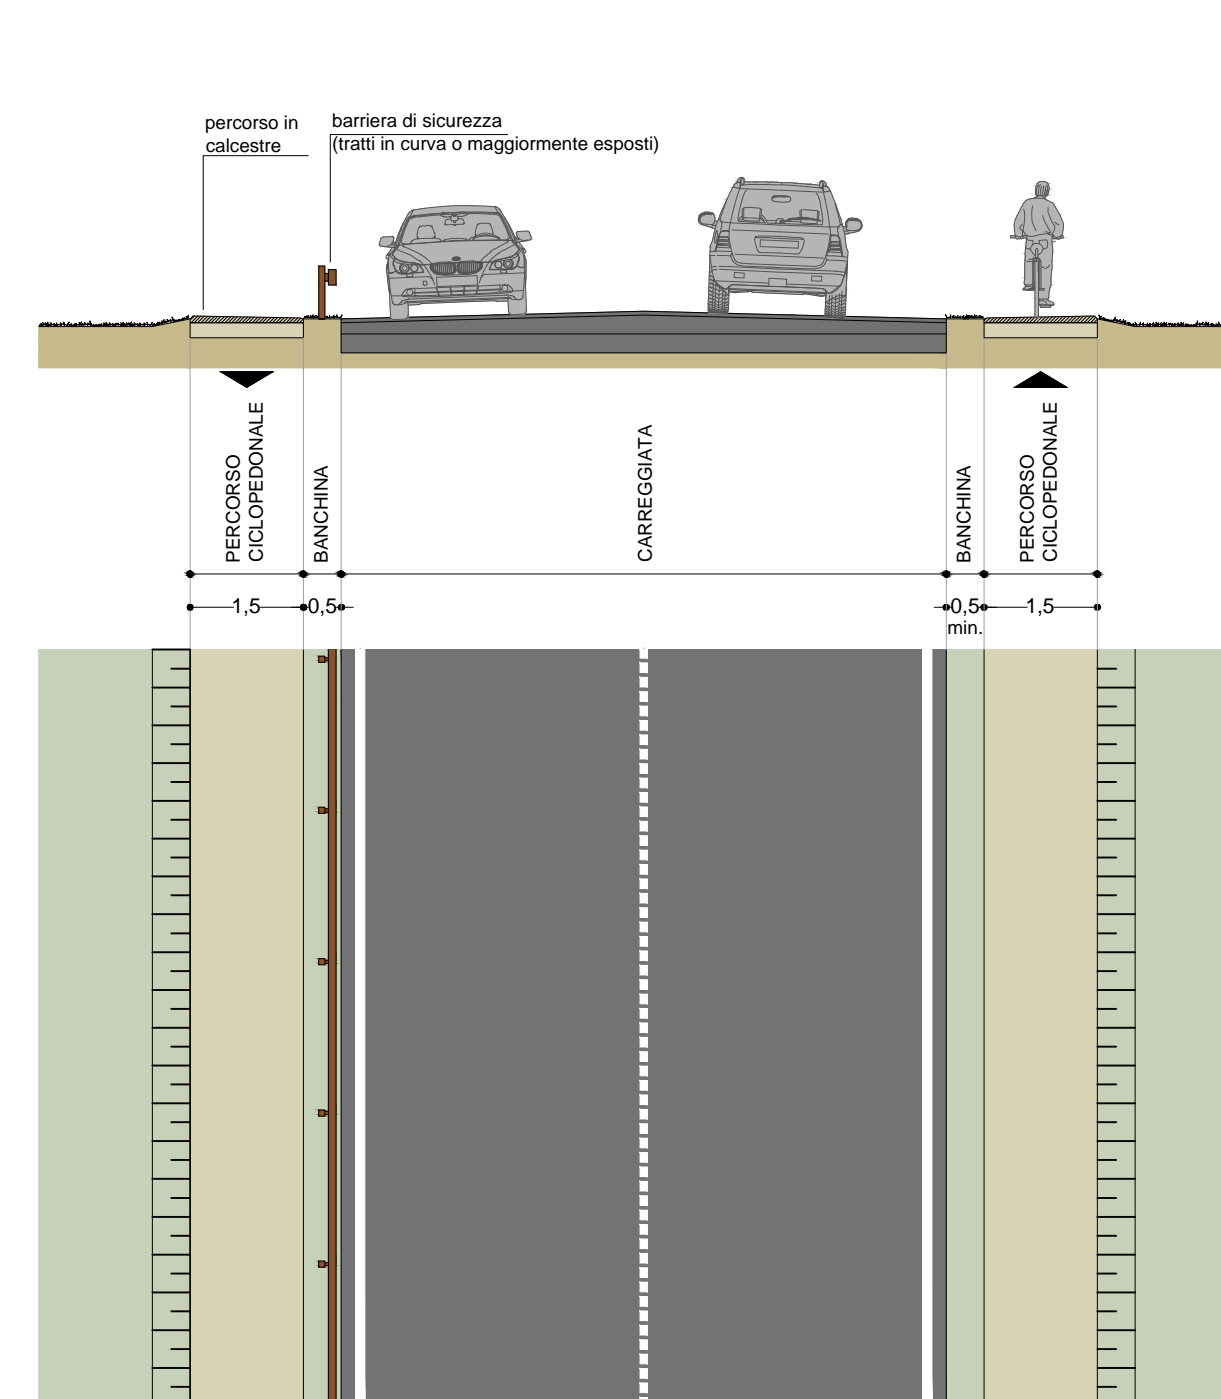 percorso in
calcestre
barriera di sicurezza
(tratti in curva o maggiormente esposti)
PERCORSO
CICLOPEDONALE
BANCHINA
CARREGGIATA
BANCHINA
PERCORSO
CICLOPEDONALE
1,5
0,5
0,5
min.
1,5